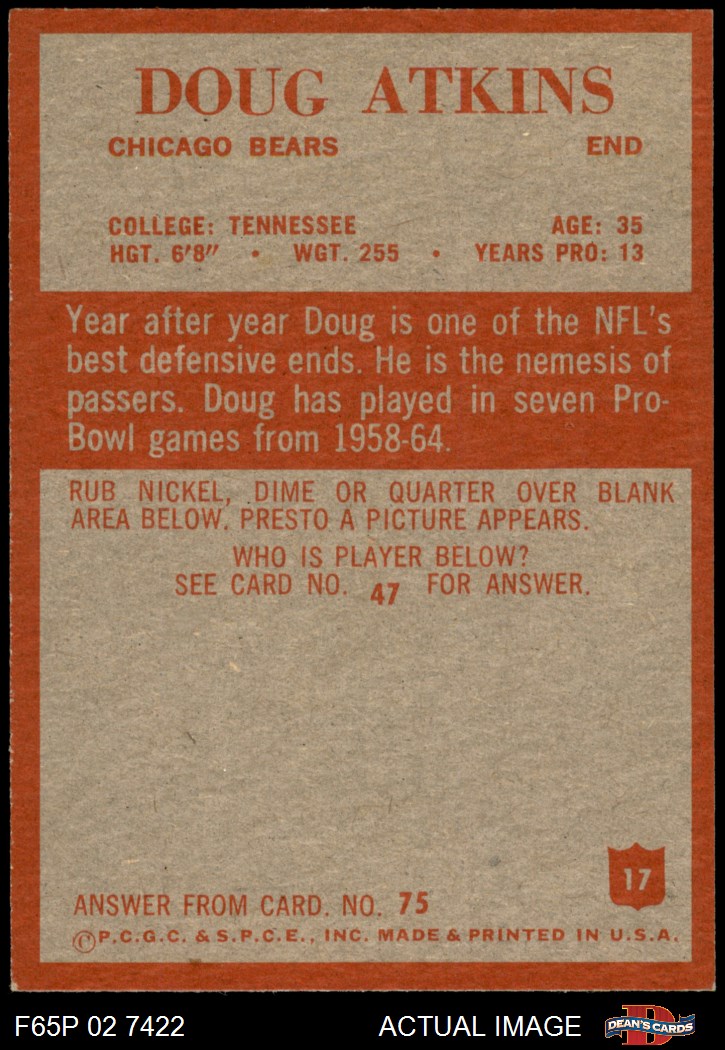 DOUG ATKINS
CHICAGO BEARS END
COLLEGE: TENNESSEE AGE: 35
HGT. 6'8" • WGT. 255 • YEARS PRO: 13
Year after year Doug is one of the NFL's
best defensive ends. He is the nemesis of
passers. Doug has played in seven Pro-
Bowl games from 1958-64.
RUB NICKEL, DIME OR QUARTER OVER BLANK
AREA BELOW. PRESTO A PICTURE APPEARS.
WHO IS PLAYER BELOW?
SEE CARD NO. 47 FOR ANSWER.
17
ANSWER FROM CARD. NO. 75
©P.C.G.C. & S.P.C.E., INC. MADE & PRINTED IN U.S.A.
F65P 02 7422 ACTUAL IMAGE DEAN'S CARDS